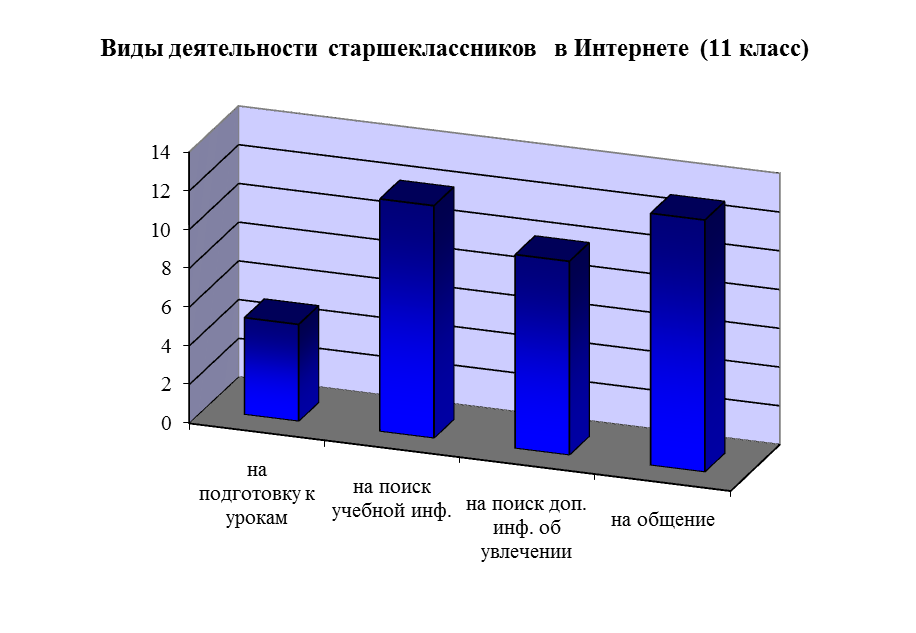 Виды деятельности старшеклассников в Интернете (11 класс)
14
12
10
8
6
4
2
0
на
подготовку к
урокам
на поиск
учебной инф.
на поиск доп.
инф. об
увлечении
на общение